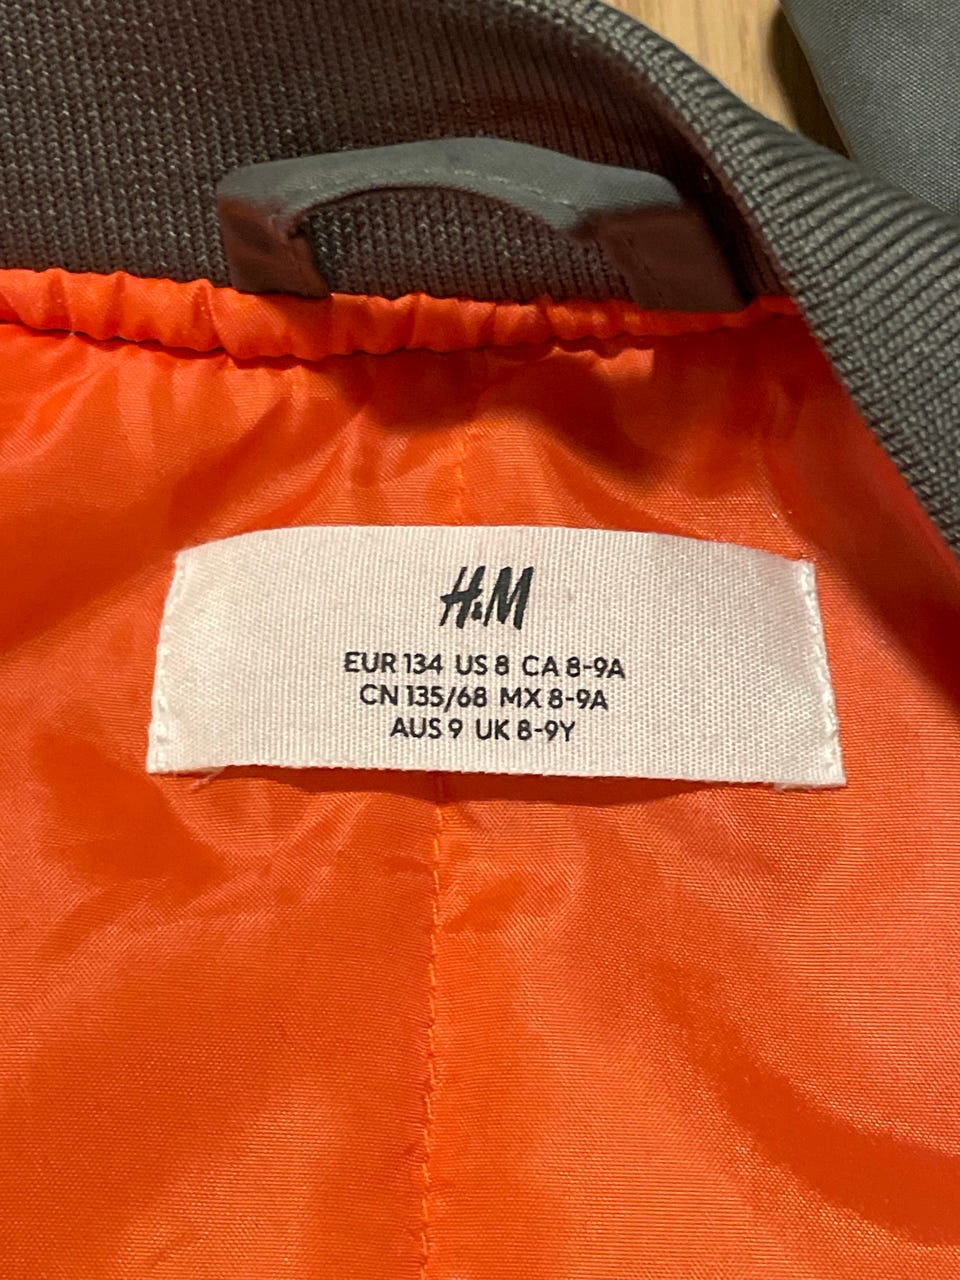 H&M
EUR 134 US 8 CA 8-9A
CN 135/68 MX 8-9A
AUS 9 UK 8-9Y